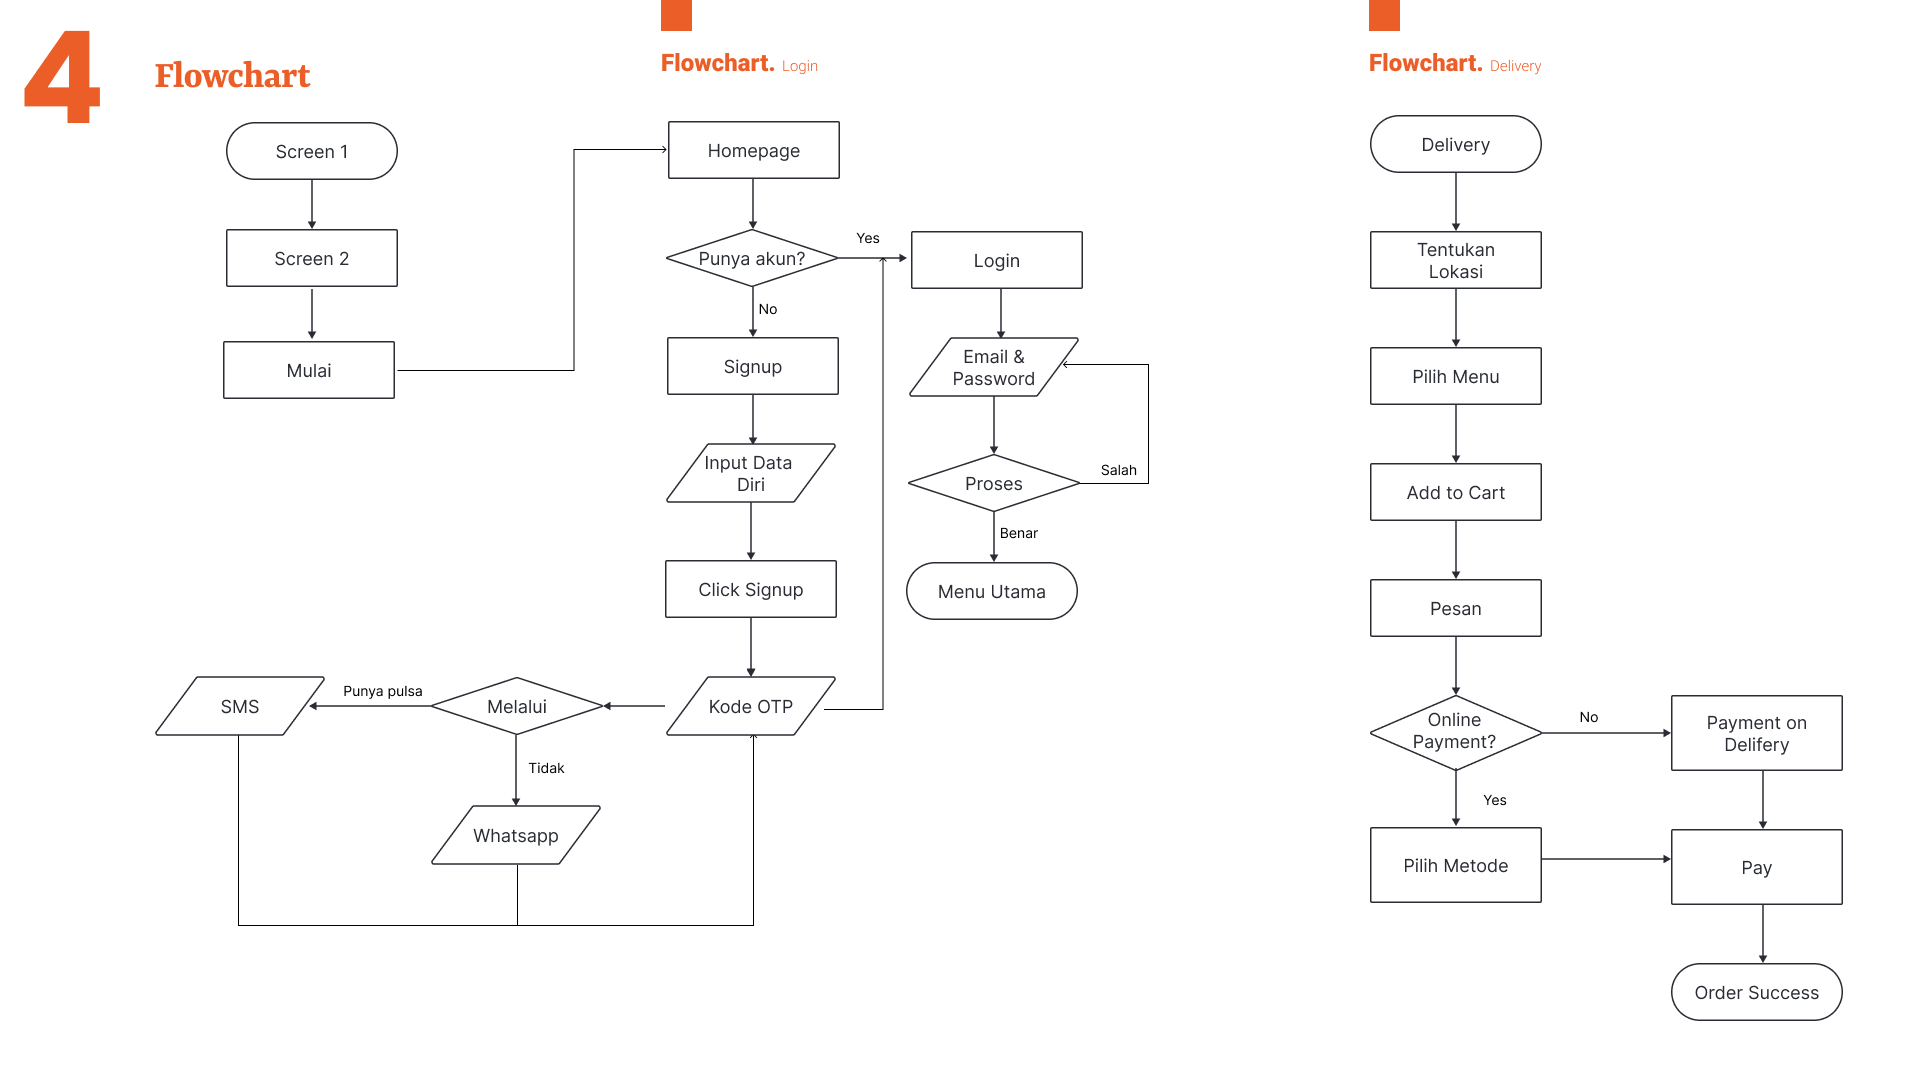 4
Flowchart
Screen 1
Screen 2
Mulai
Flowchart. Login
Homepage
Punya akun?
Yes
No
Signup
Input Data
Diri
Click Signup
Kode OTP
Melalui
Punya pulsa
SMS
Tidak
Whatsapp
Login
Email &
Password
Proses
Salah
Benar
Menu Utama
Flowchart. Delivery
Delivery
Tentukan
Lokasi
Pilih Menu
Add to Cart
Pesan
Online
Payment?
No
Payment on
Delifery
Yes
Pilih Metode
Pay
Order Success